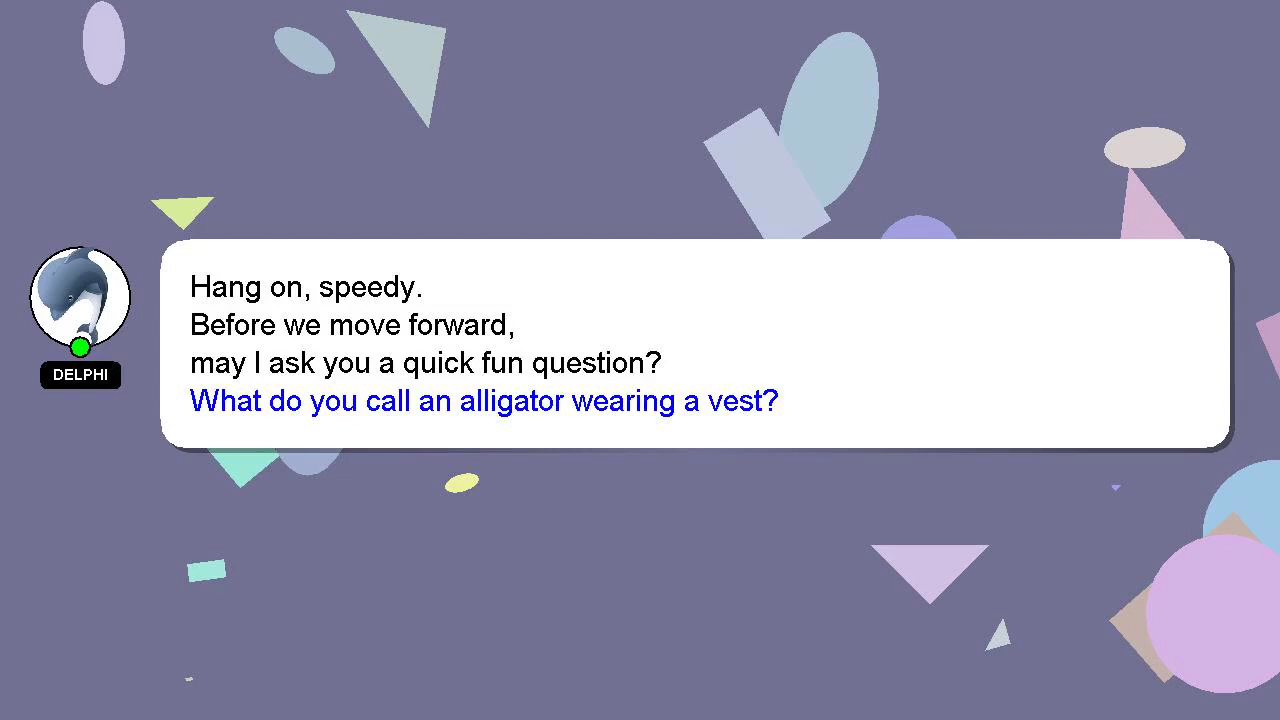 Hang on, speedy.
Before we move forward,
may I ask you a quick fun question?
What do you call an alligator wearing a vest?
DELPHI